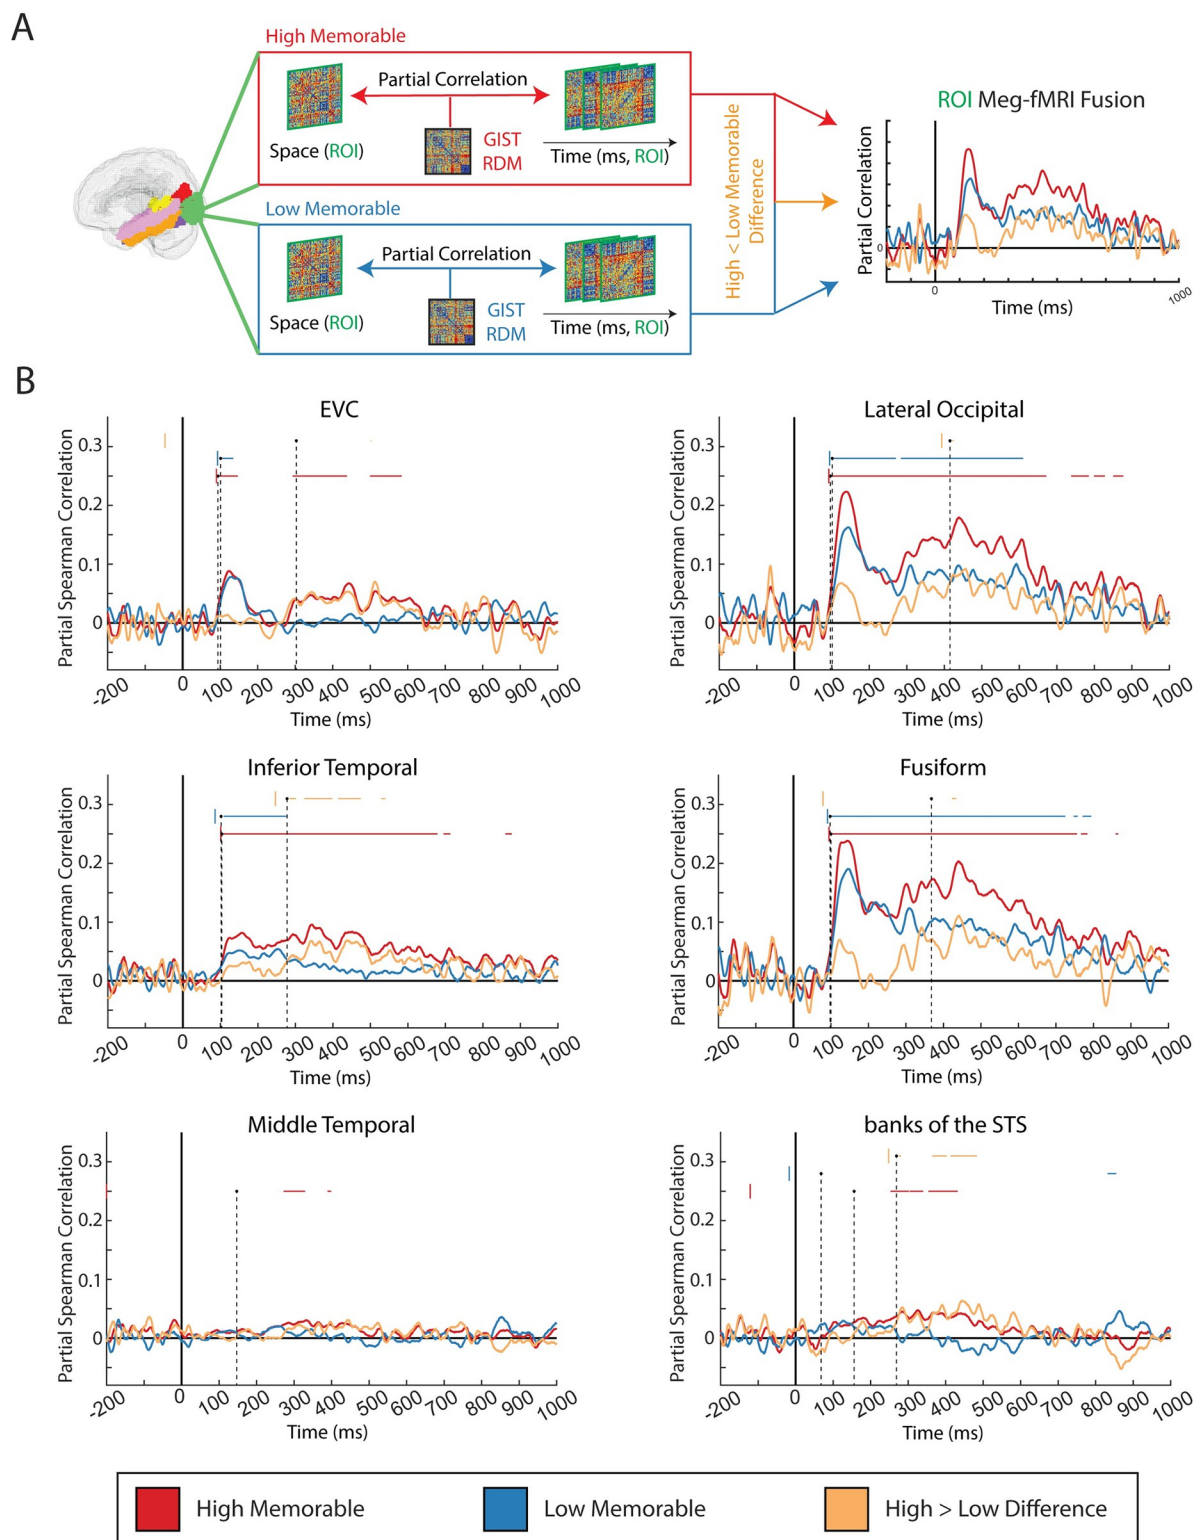 A
High Memorable
Partial Correlation
GIST
RDM
Space (ROI)
Time (ms, ROI)
Low Memorable
Partial Correlation
GIST
RDM
Space (ROI)
Time (ms, ROI)
High < Low Memorable
Difference
ROI Meg-fMRI Fusion
Partial Correlation
0
0
1000
Time (ms)
B
EVC
Partial Spearman Correlation
0.3
0.2
0.1
0
-200 0 100 200 300 400 500 600 700 800 900 1000
Time (ms)
Lateral Occipital
Partial Spearman Correlation
0.3
0.2
0.1
0
-200 0 100 200 300 400 500 600 700 800 900 1000
Time (ms)
Inferior Temporal
Partial Spearman Correlation
0.3
0.2
0.1
0
-200 0 100 200 300 400 500 600 700 800 900 1000
Time (ms)
Fusiform
Partial Spearman Correlation
0.3
0.2
0.1
0
-200 0 100 200 300 400 500 600 700 800 900 1000
Time (ms)
Middle Temporal
Partial Spearman Correlation
0.3
0.2
0.1
0
-200 0 100 200 300 400 500 600 700 800 900 1000
Time (ms)
banks of the STS
Partial Spearman Correlation
0.3
0.2
0.1
0
-200 0 100 200 300 400 500 600 700 800 900 1000
Time (ms)
High Memorable
Low Memorable
High > Low Difference